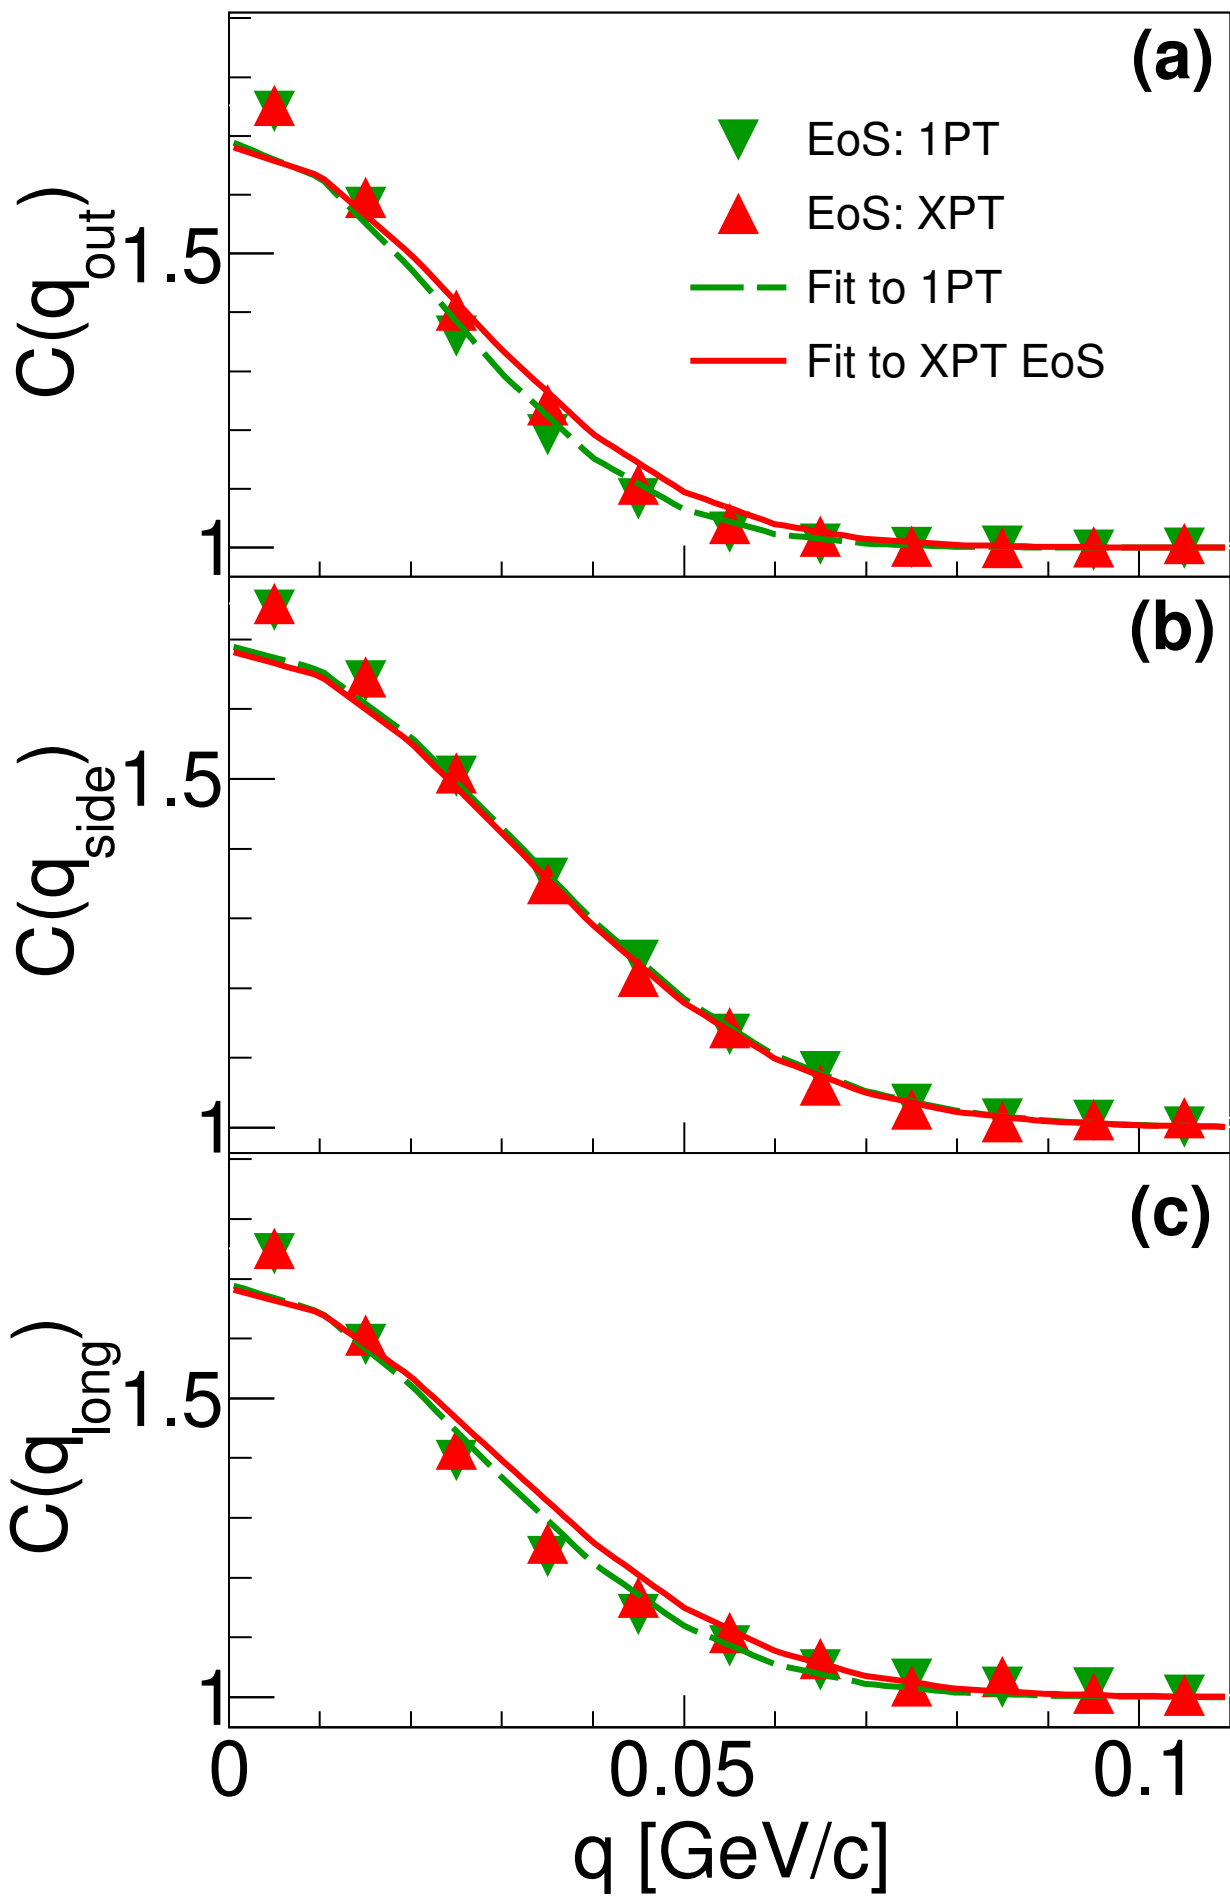 (a)
EoS: 1PT
EoS: XPT
Fit to 1PT
Fit to XPT EoS
C(q_out)
1.5
1
(b)
C(q_side)
1.5
1
(c)
C(q_long)
1.5
1
0 0.05 0.1
q [GeV/c]